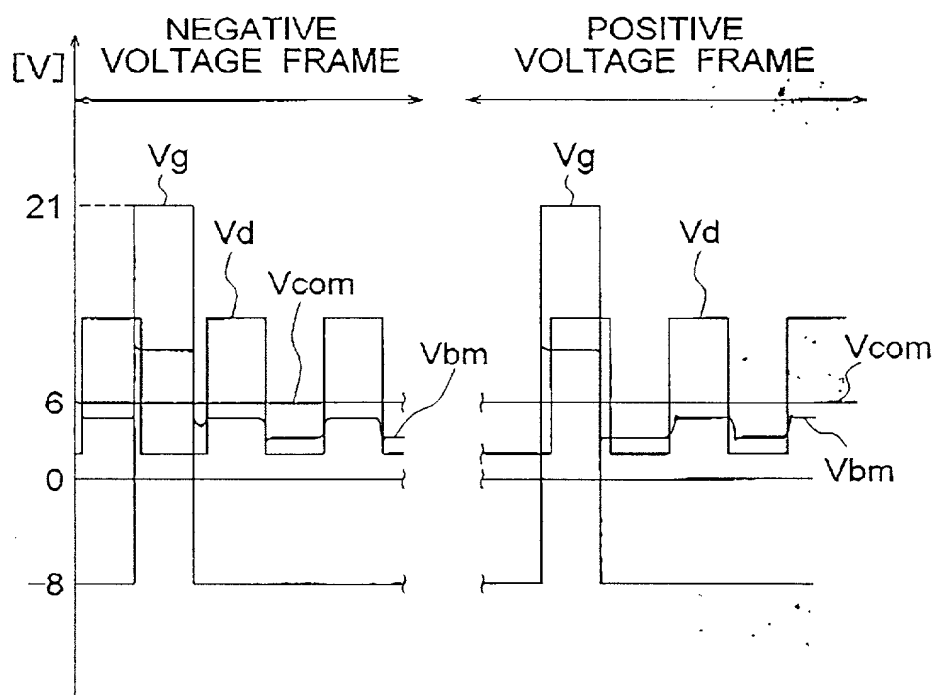 NEGATIVE
VOLTAGE FRAME
POSITIVE
VOLTAGE FRAME
[V]
Vg
Vg
21
Vd
Vd
Vcom
Vbm
Vcom
6
Vbm
0
−8